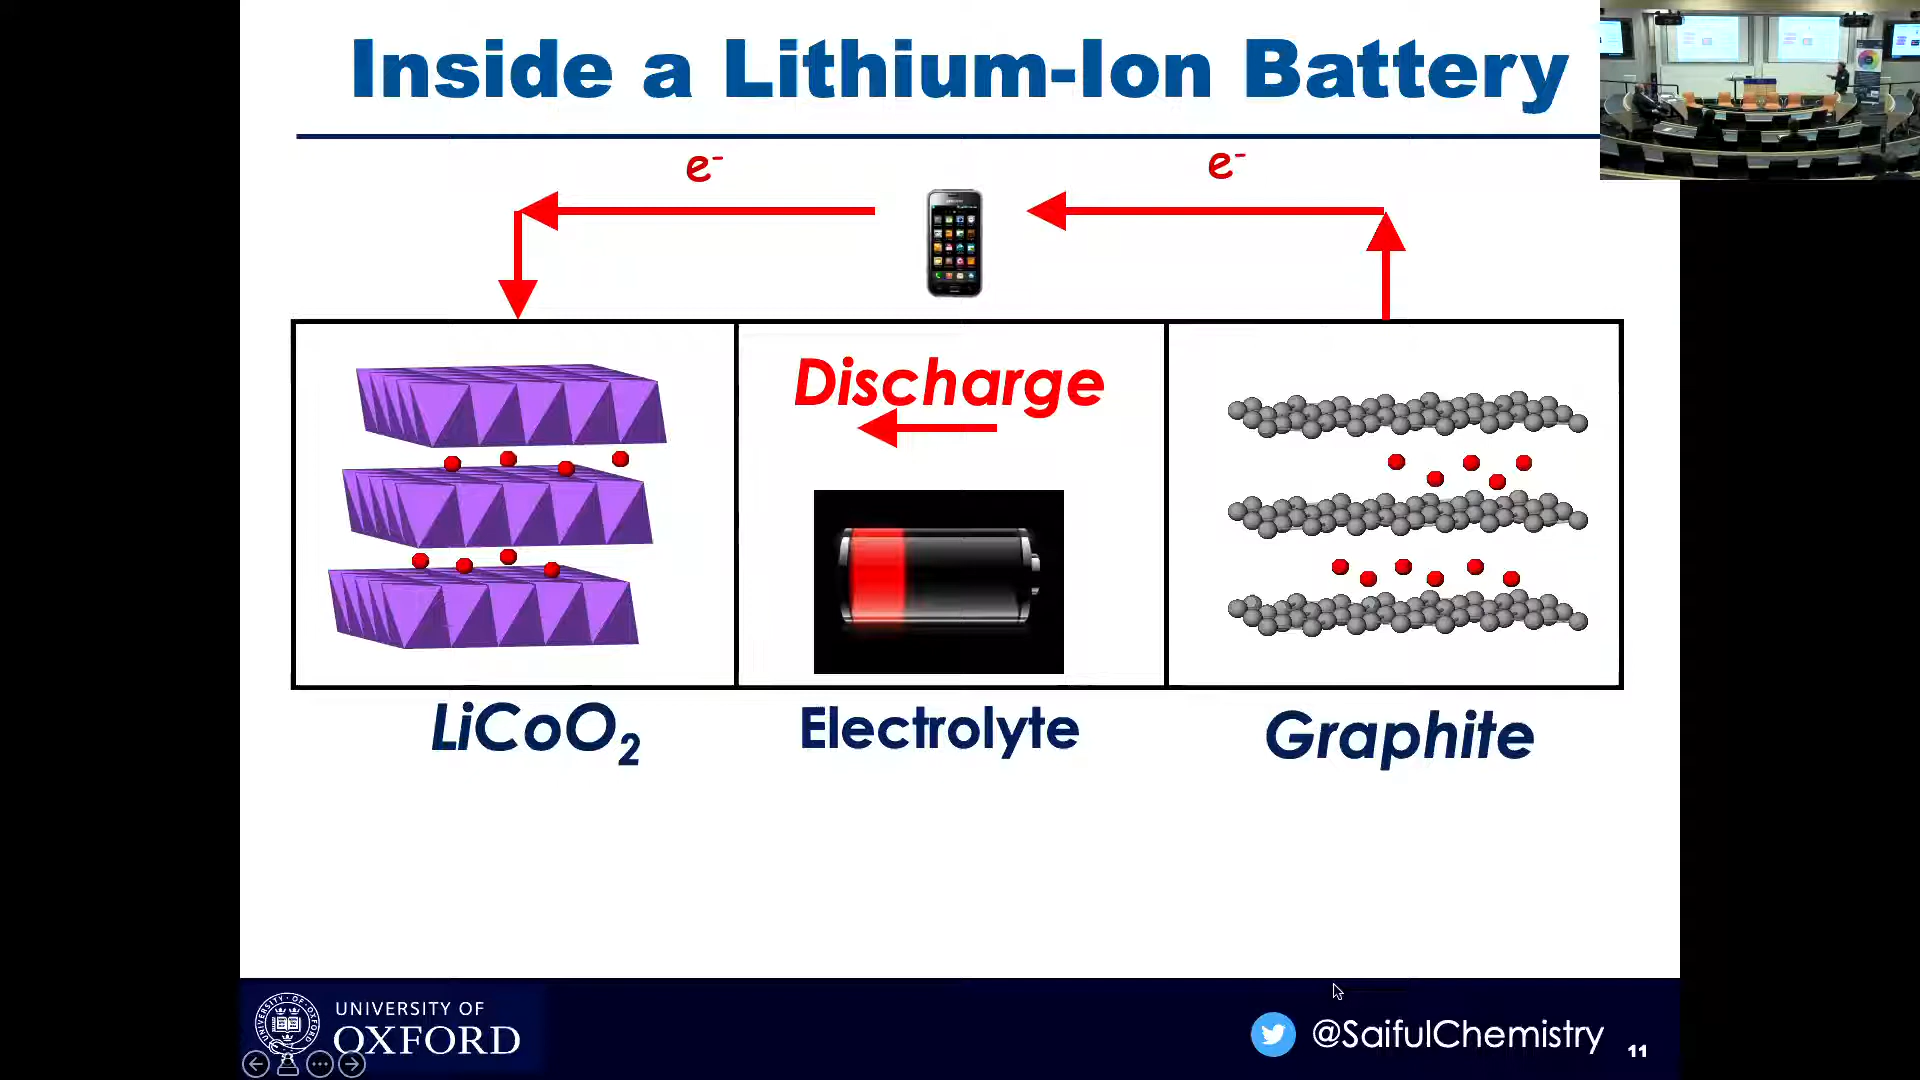 Inside a Lithium-Ion Battery
e⁻ e⁻
Discharge
LiCoO₂ Electrolyte Graphite
UNIVERSITY OF
OXFORD
@SaifulChemistry 11